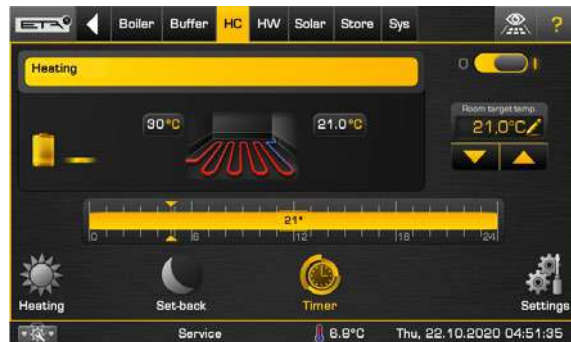 ETA Boiler Buffer HC HW Solar Store Sys ?
Heating
0 I
30°C 21.0°C
Room target temp.
21,0°C
21°
0 6 12 18 24
Heating Set-back Timer Settings
Service 6.8°C Thu, 22.10.2020 04:51:35